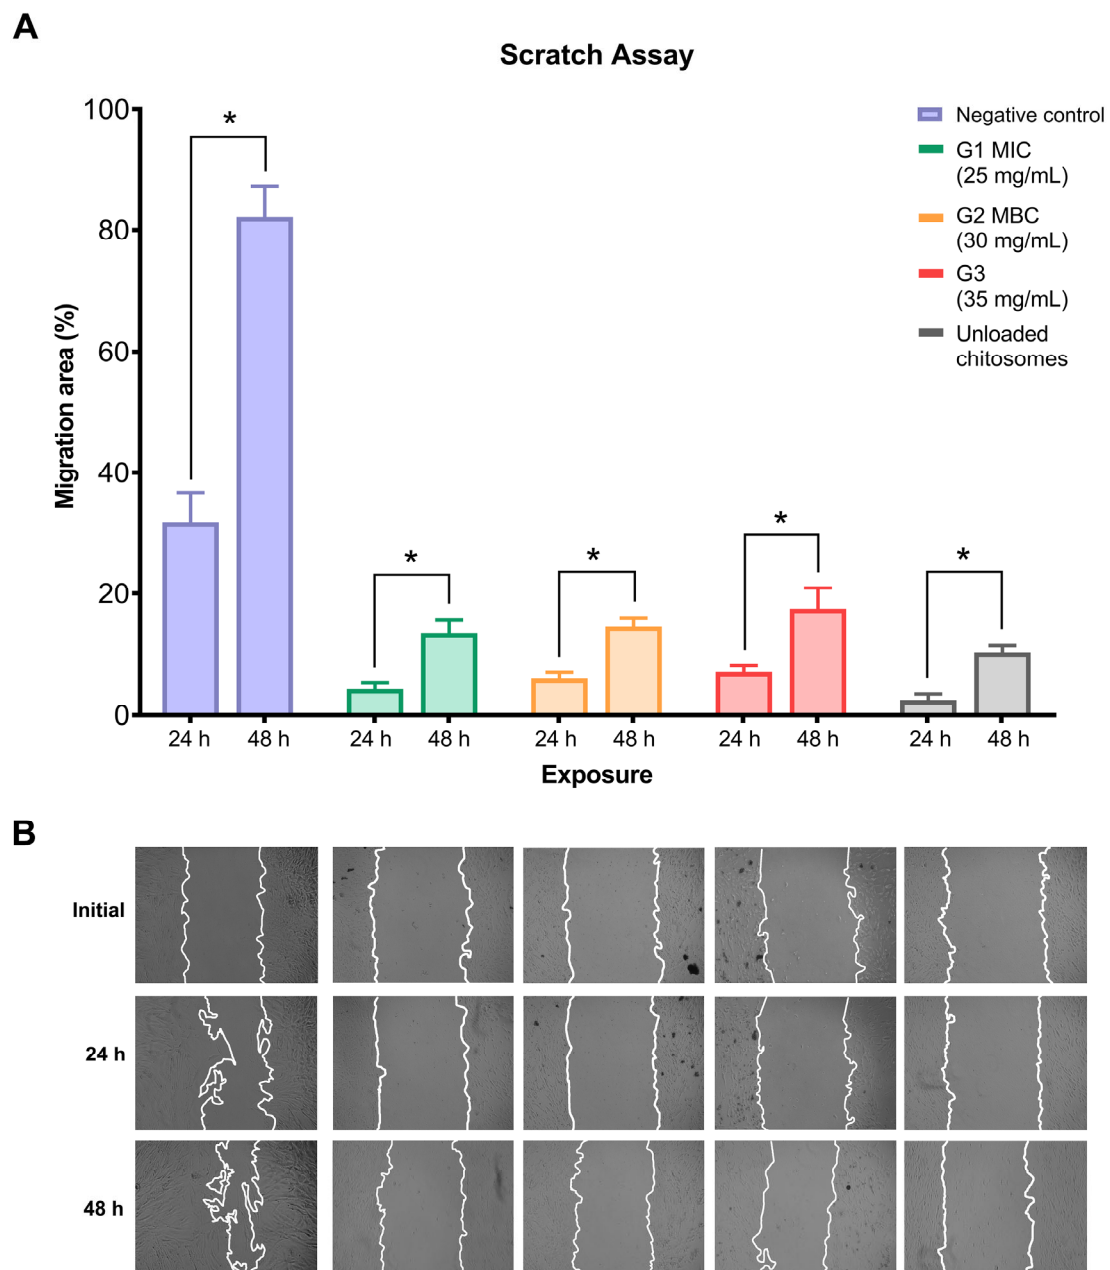 A
Scratch Assay
100
80
60
40
20
0
Migration area (%)
*
*
*
*
*
Negative control
G1 MIC
(25 mg/mL)
G2 MBC
(30 mg/mL)
G3
(35 mg/mL)
Unloaded
chitosomes
24 h 48 h 24 h 48 h 24 h 48 h 24 h 48 h 24 h 48 h
Exposure
B
Initial
24 h
48 h